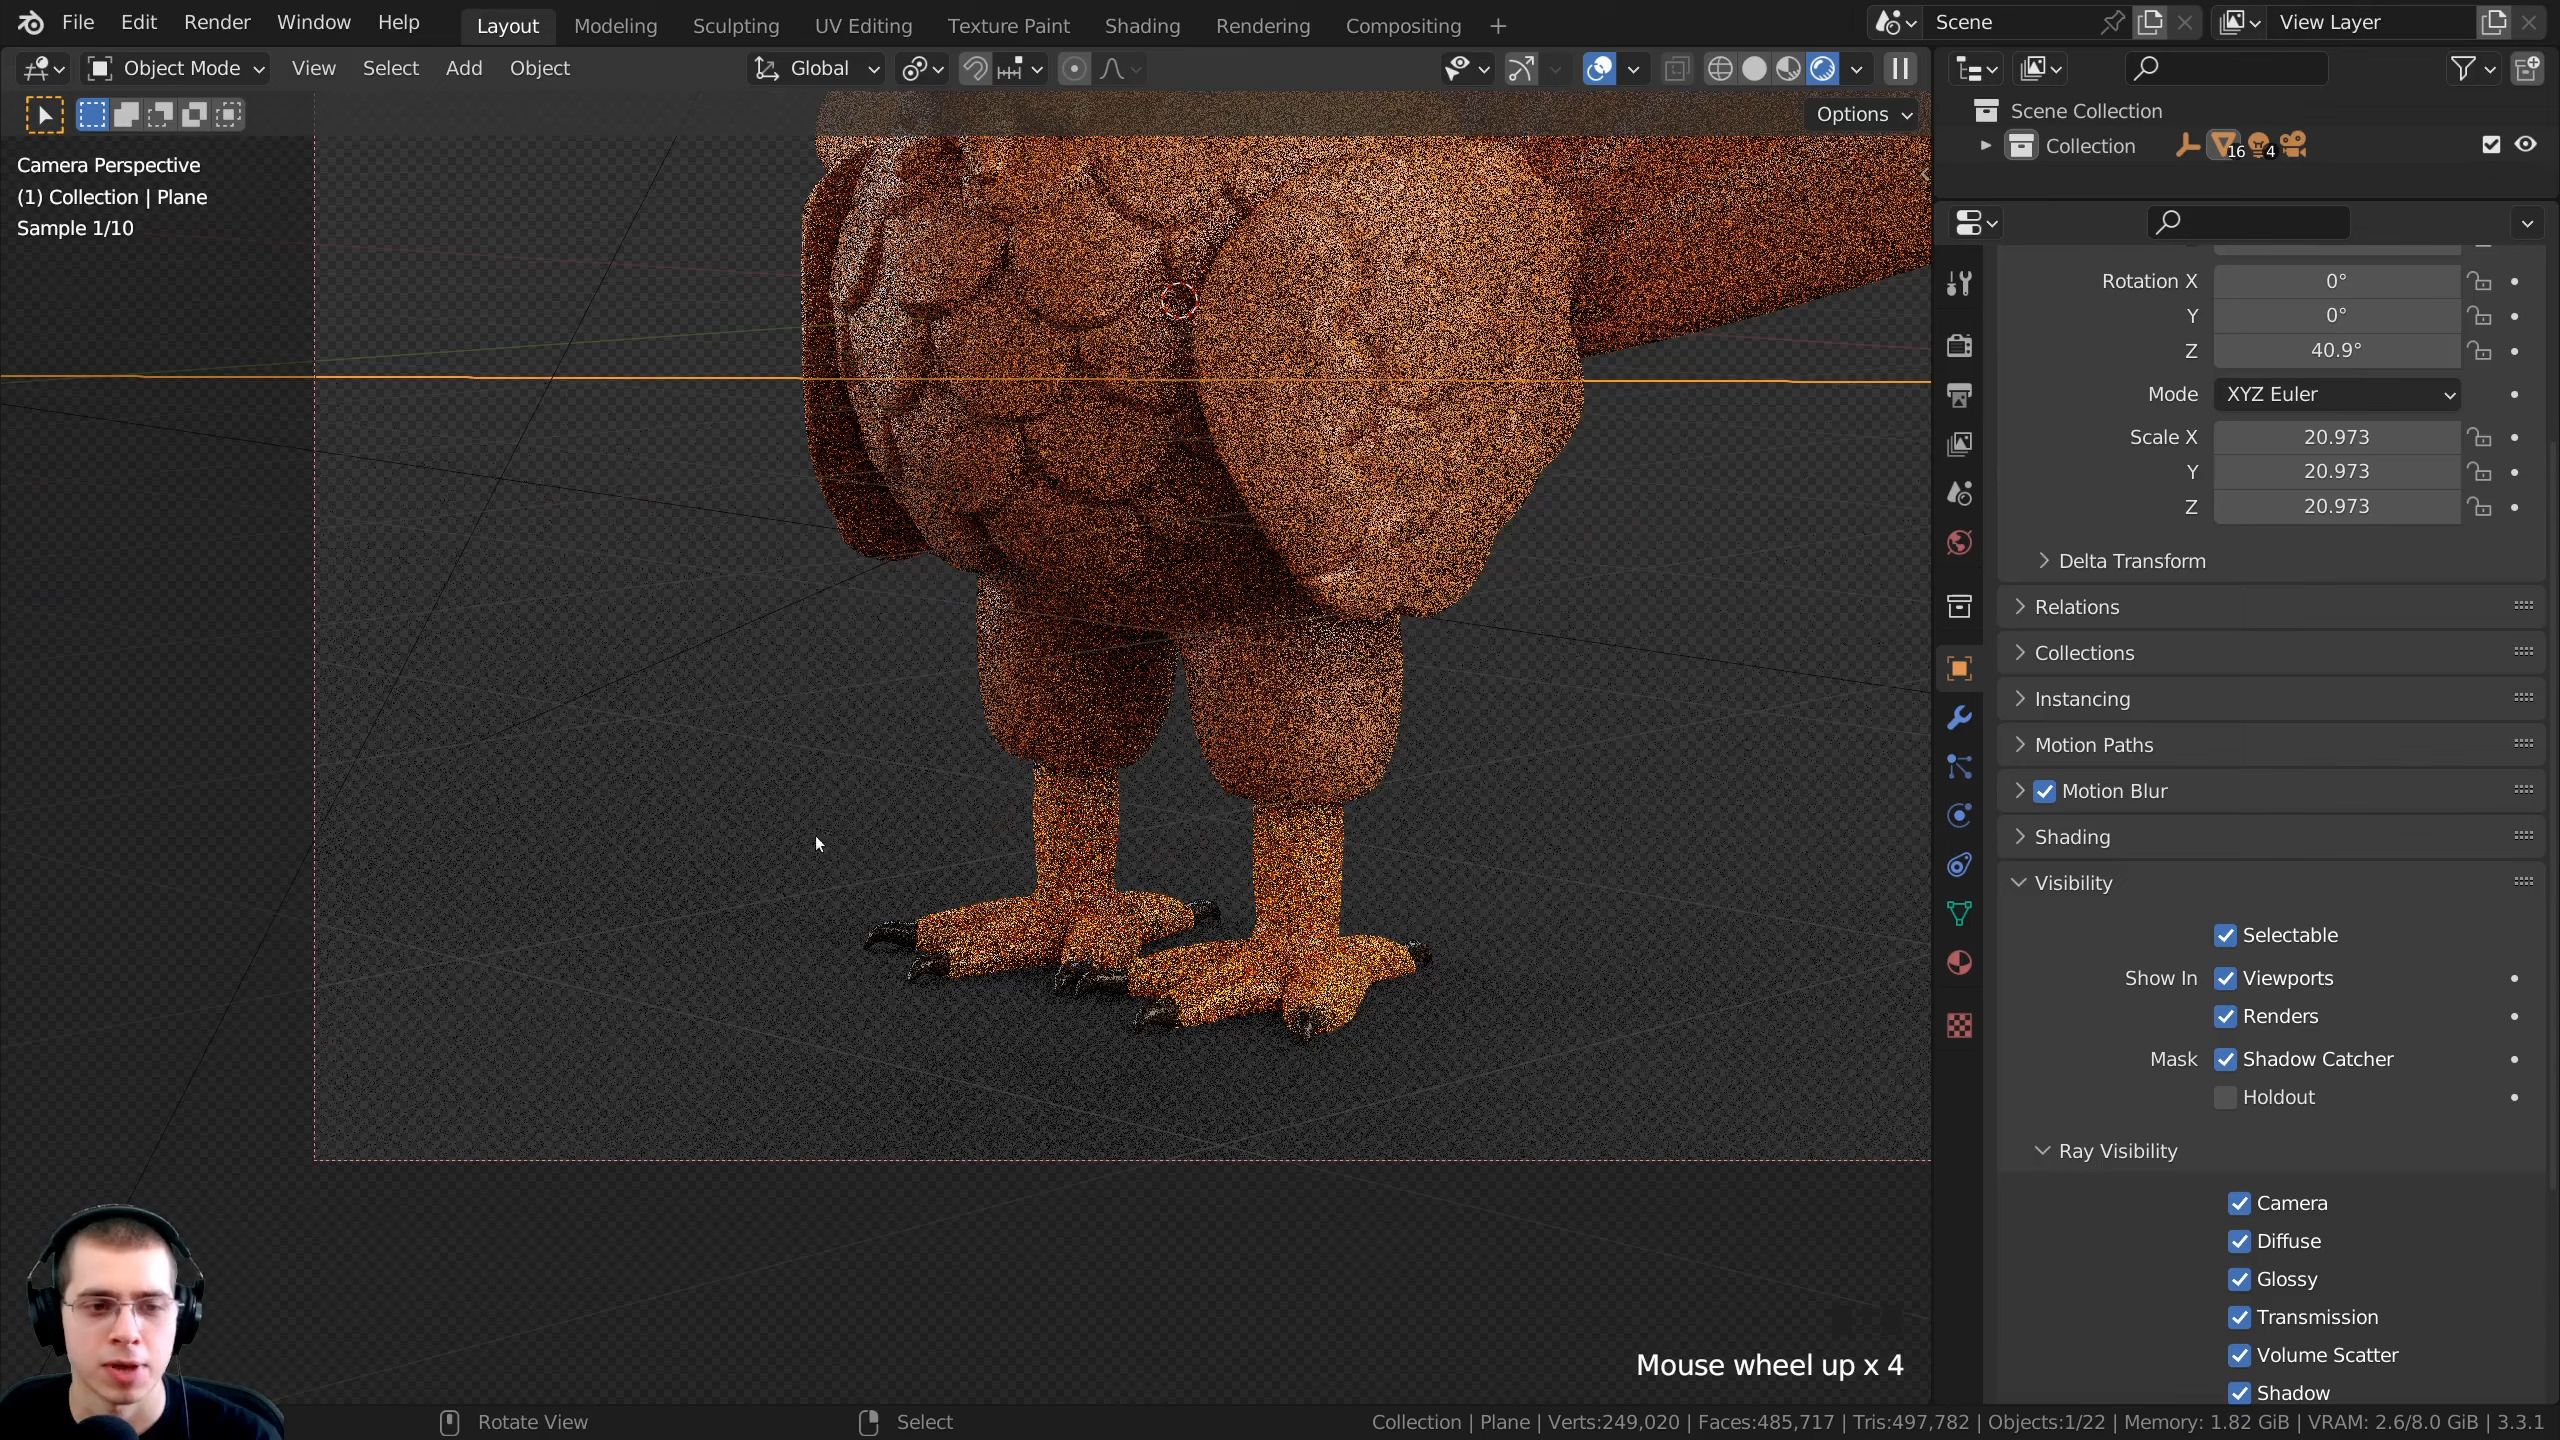 File Edit Render Window Help Layout Modeling Sculpting UV Editing Texture Paint Shading Rendering Compositing + Scene View Layer
Object Mode View Select Add Object Global
Options
Camera Perspective
(1) Collection | Plane
Sample 1/10
Scene Collection
Collection 16 4
Rotation X 0°
Y 0°
Z 40.9°
Mode XYZ Euler
Scale X 20.973
Y 20.973
Z 20.973
Delta Transform
Relations
Collections
Instancing
Motion Paths
Motion Blur
Shading
Visibility
Selectable
Show In Viewports
Renders
Mask Shadow Catcher
Holdout
Ray Visibility
Camera
Diffuse
Glossy
Transmission
Volume Scatter
Shadow
Mouse wheel up x 4
Rotate View Select Collection | Plane | Verts:249,020 | Faces:485,717 | Tris:497,782 | Objects:1/22 | Memory: 1.82 GiB | VRAM: 2.6/8.0 GiB | 3.3.1